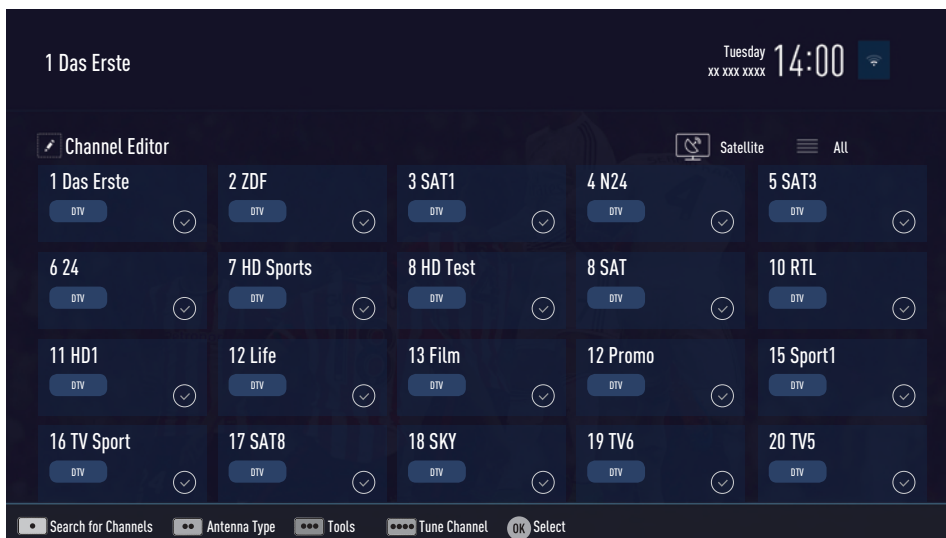 1 Das Erste
Tuesday
xx xxx xxxx
14:00
Channel Editor
Satellite
All
1 Das Erste 2 ZDF 3 SAT1 4 N24 5 SAT3
DTV DTV DTV DTV DTV
6 24 7 HD Sports 8 HD Test 8 SAT 10 RTL
DTV DTV DTV DTV DTV
11 HD1 12 Life 13 Film 12 Promo 15 Sport1
DTV DTV DTV DTV DTV
16 TV Sport 17 SAT8 18 SKY 19 TV6 20 TV5
DTV DTV DTV DTV DTV
Search for Channels Antenna Type Tools Tune Channel OK Select